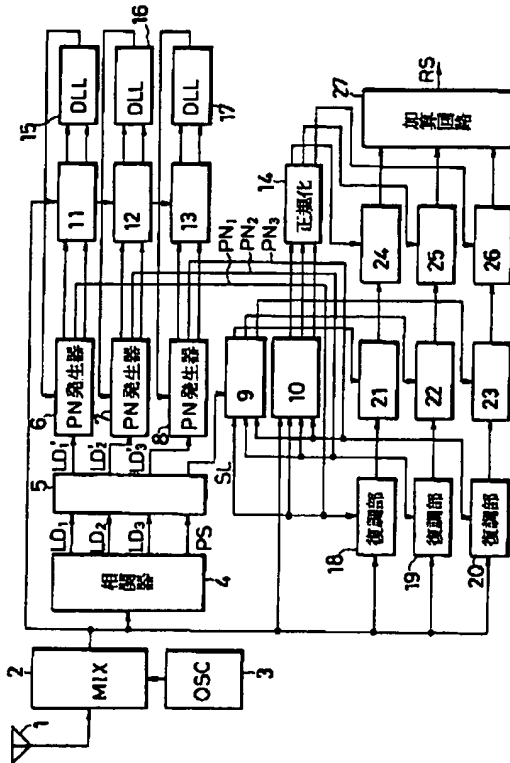 1
2
MIX
OSC
3
相関器
4
LD₁
LD₂
LD₃
PS
5
LD₁'
LD₂'
LD₃'
SL
6
PN発生器
7
PN発生器
8
PN発生器
11
12
13
15
DLL
16
DLL
17
DLL
PN₁
PN₂
PN₃
9
10
14
正規化
18
復調部
19
復調部
20
復調部
21
22
23
24
25
26
27
加算回路
RS